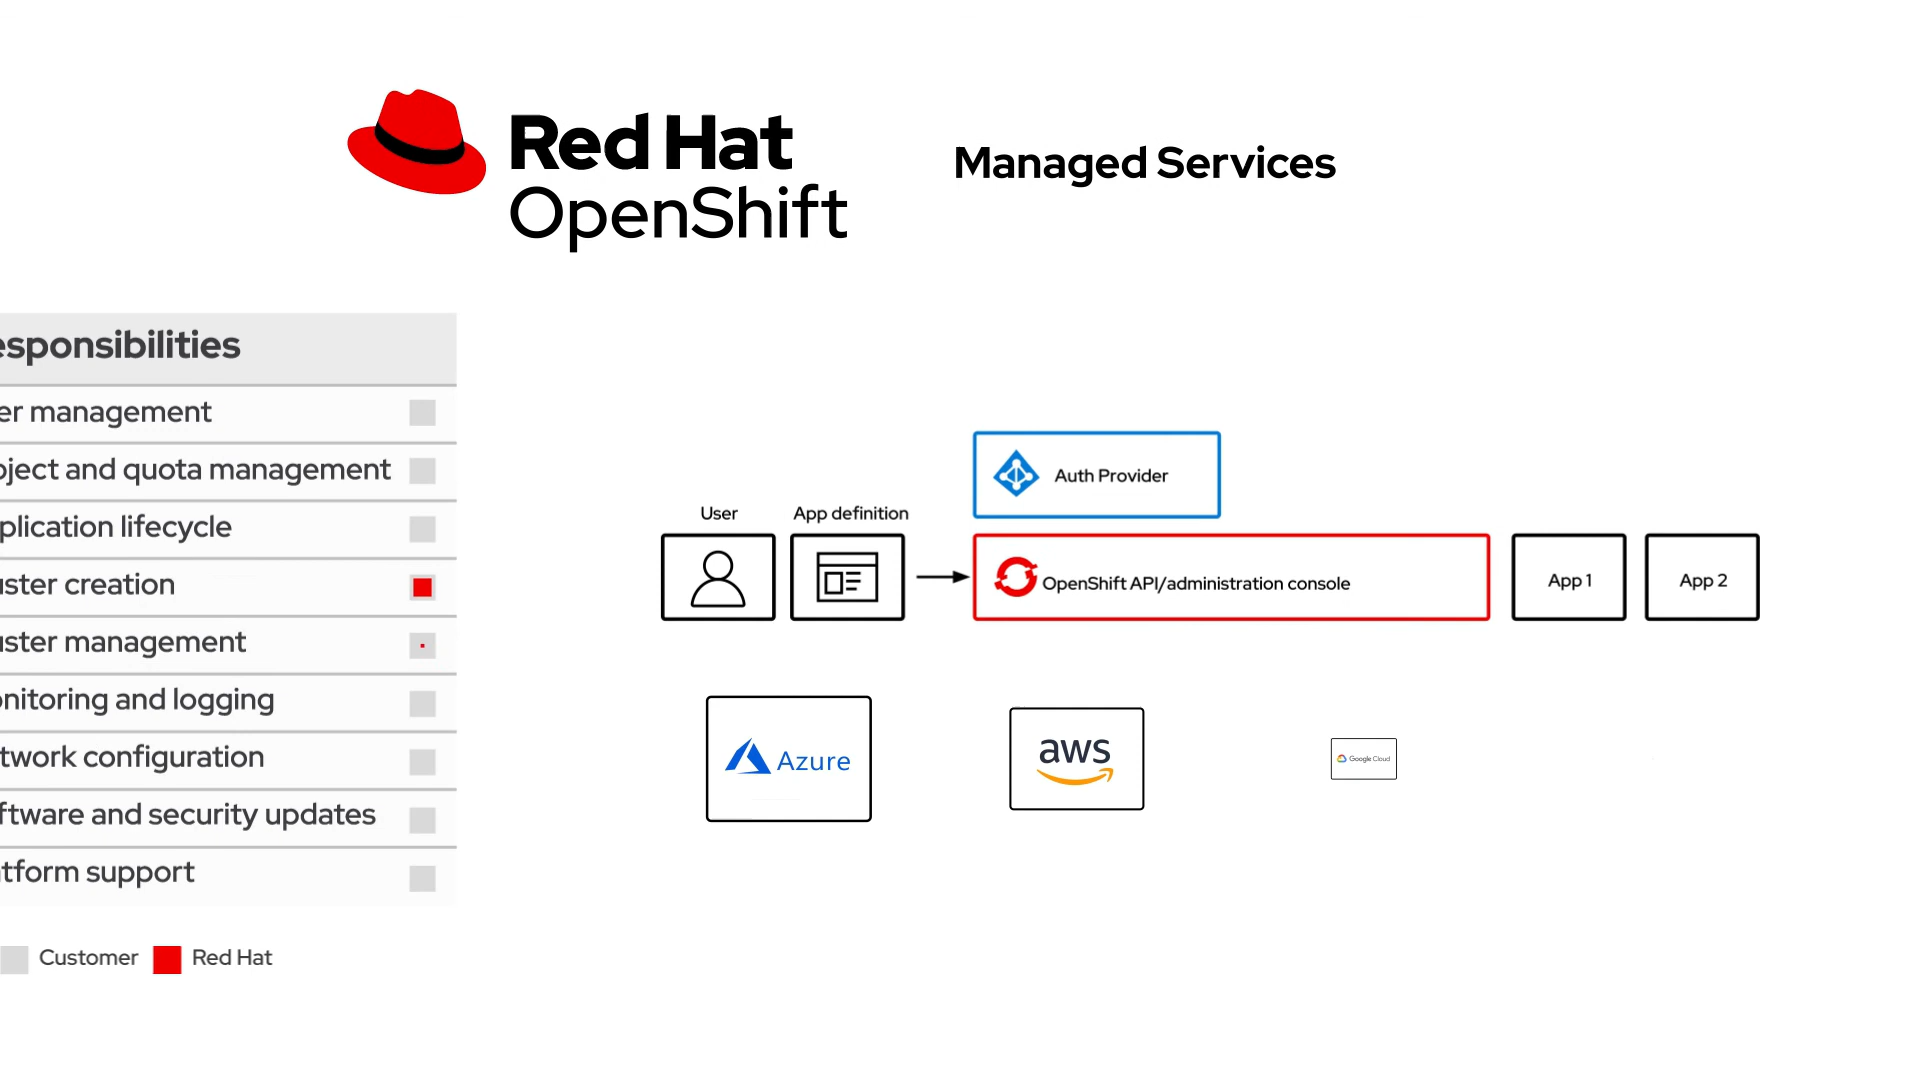 Red Hat
OpenShift
Managed Services
esponsibilities
er management
oject and quota management
plication lifecycle
uster creation
uster management
onitoring and logging
twork configuration
ftware and security updates
tform support
Customer
Red Hat
Auth Provider
User
App definition
OpenShift API/administration console
App 1
App 2
Azure
aws
Google Cloud